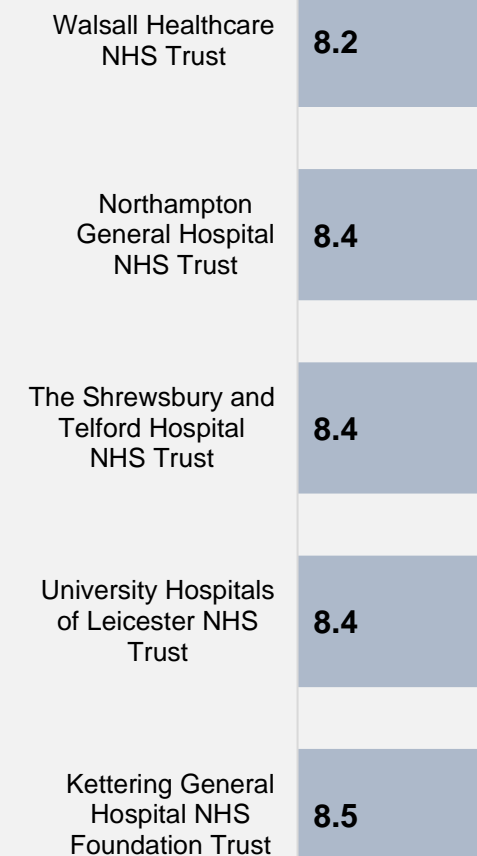 Walsall Healthcare
NHS Trust
8.2
Northampton
General Hospital
NHS Trust
8.4
The Shrewsbury and
Telford Hospital
NHS Trust
8.4
University Hospitals
of Leicester NHS
Trust
8.4
Kettering General
Hospital NHS
Foundation Trust
8.5